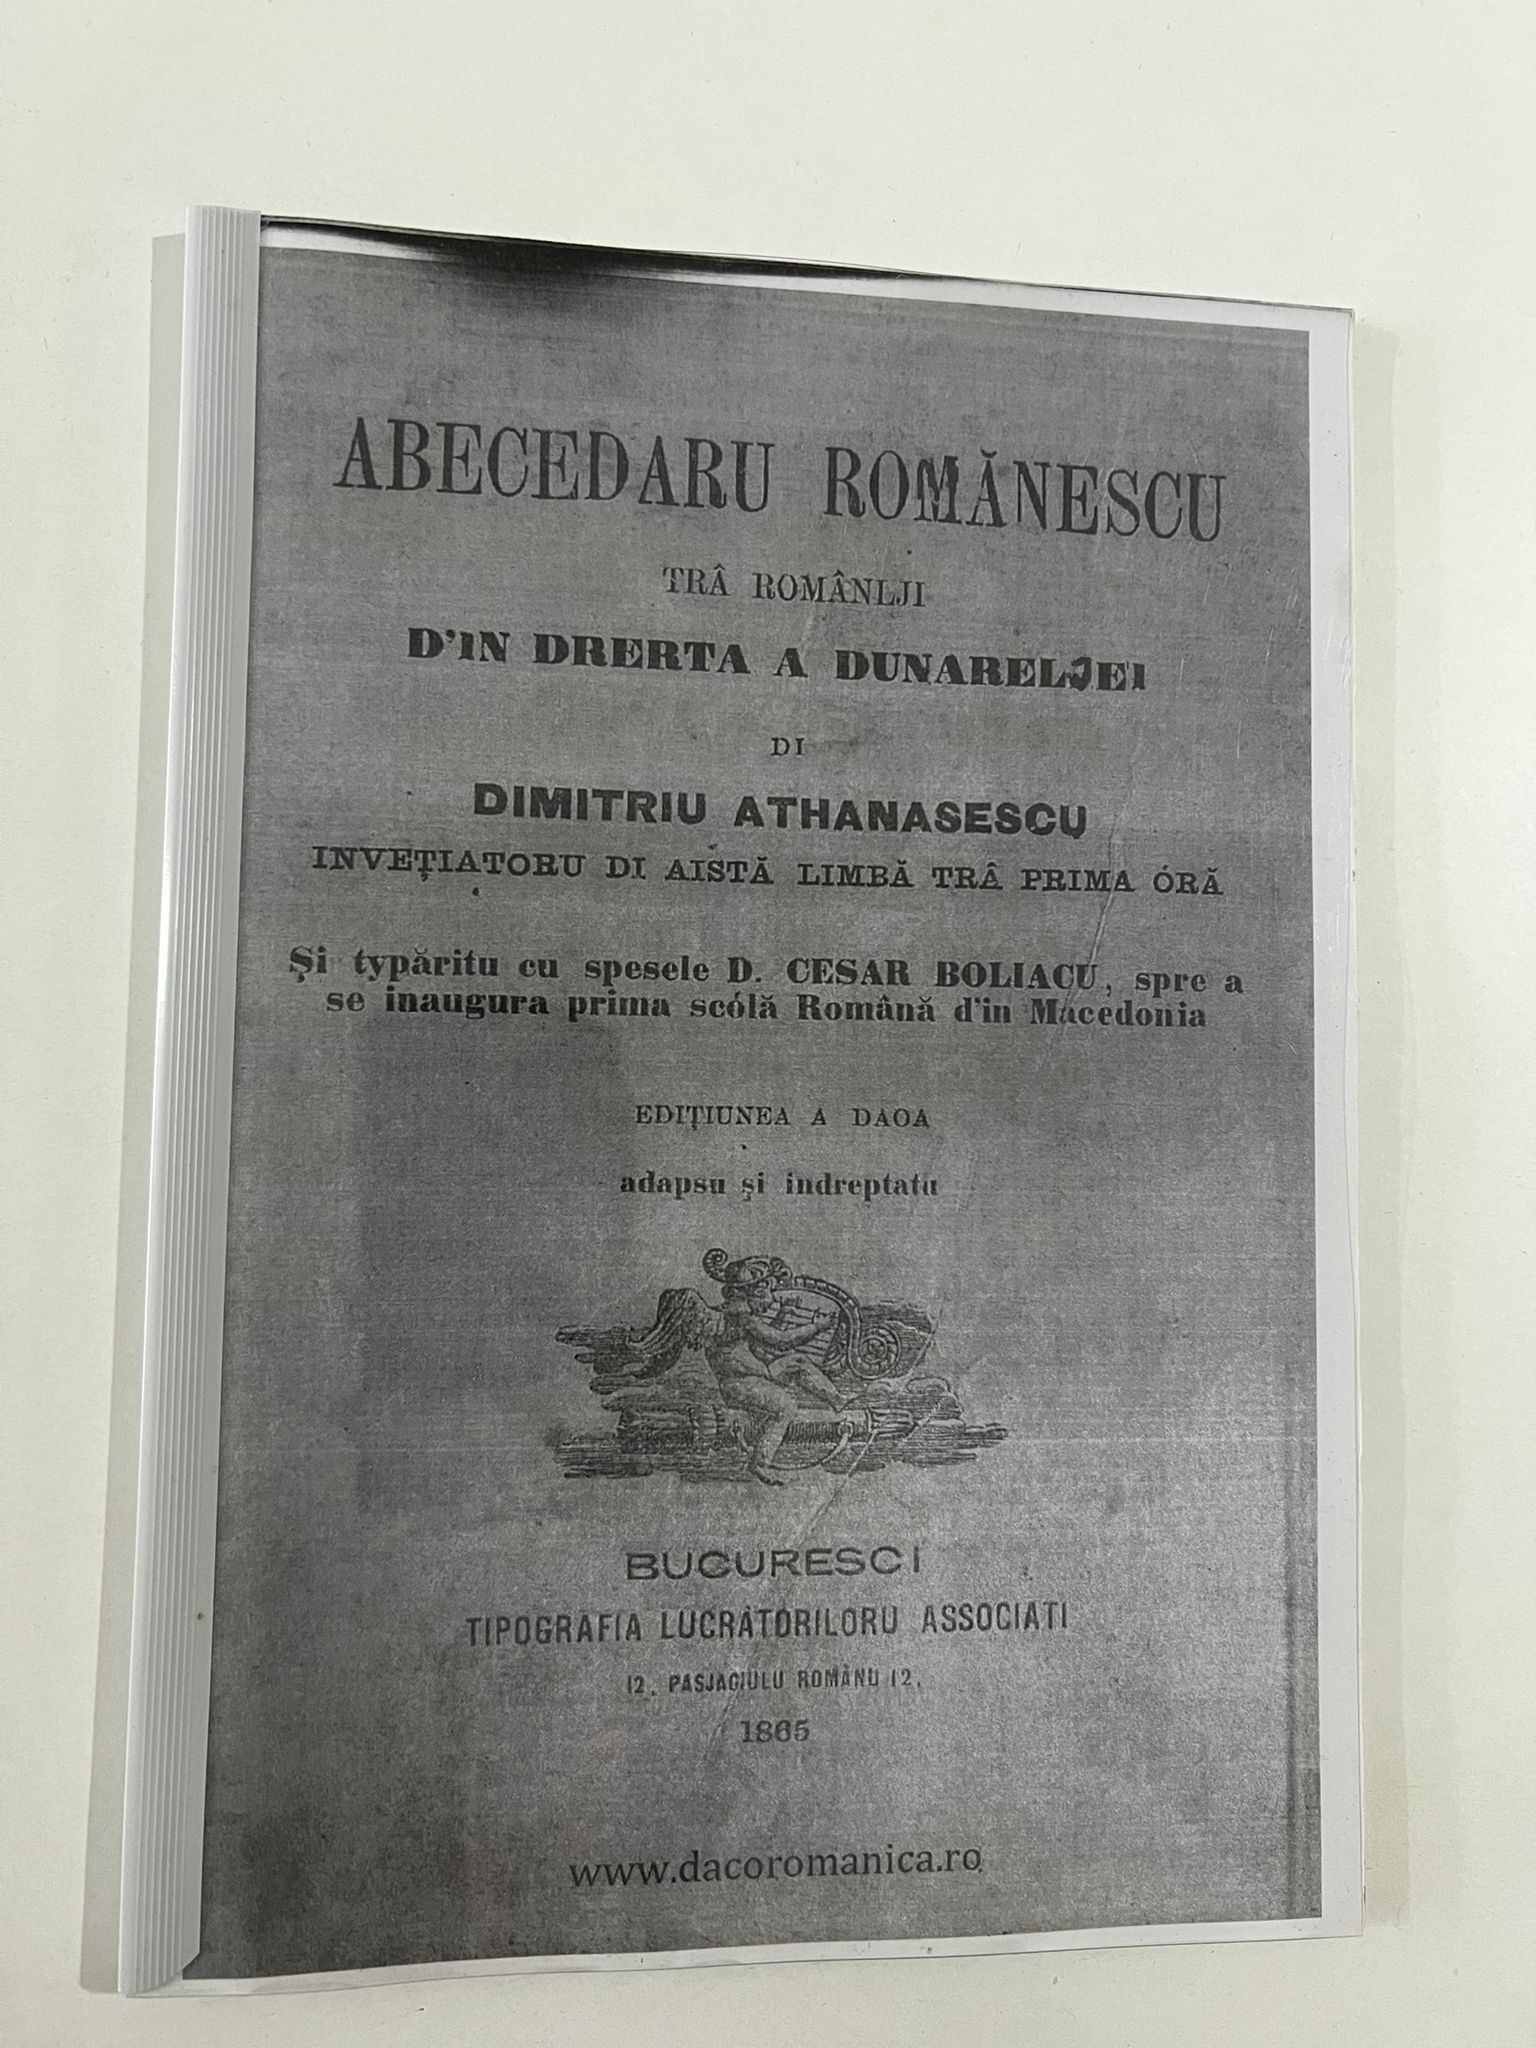 ABECEDARU ROMĂNESCU
TRÂ ROMÂNLJI
D'IN DRERTA A DUNARELJEI
DI
DIMITRIU ATHANASESCU
INVEȚIATORU DI AISTĂ LIMBĂ TRÂ PRIMA ÓRĂ
Și typăritu cu spesele D. CESAR BOLIACU, spre a
se inaugura prima scólă Română d'in Macedonia
EDIȚIUNEA A DAOA
adapsu și indreptatu
BUCURESCI
TIPOGRAFIA LUCRĂTORILORU ASSOCIATI
12, PASJAGIULU ROMĂNU 12.
1865
www.dacoromanica.ro